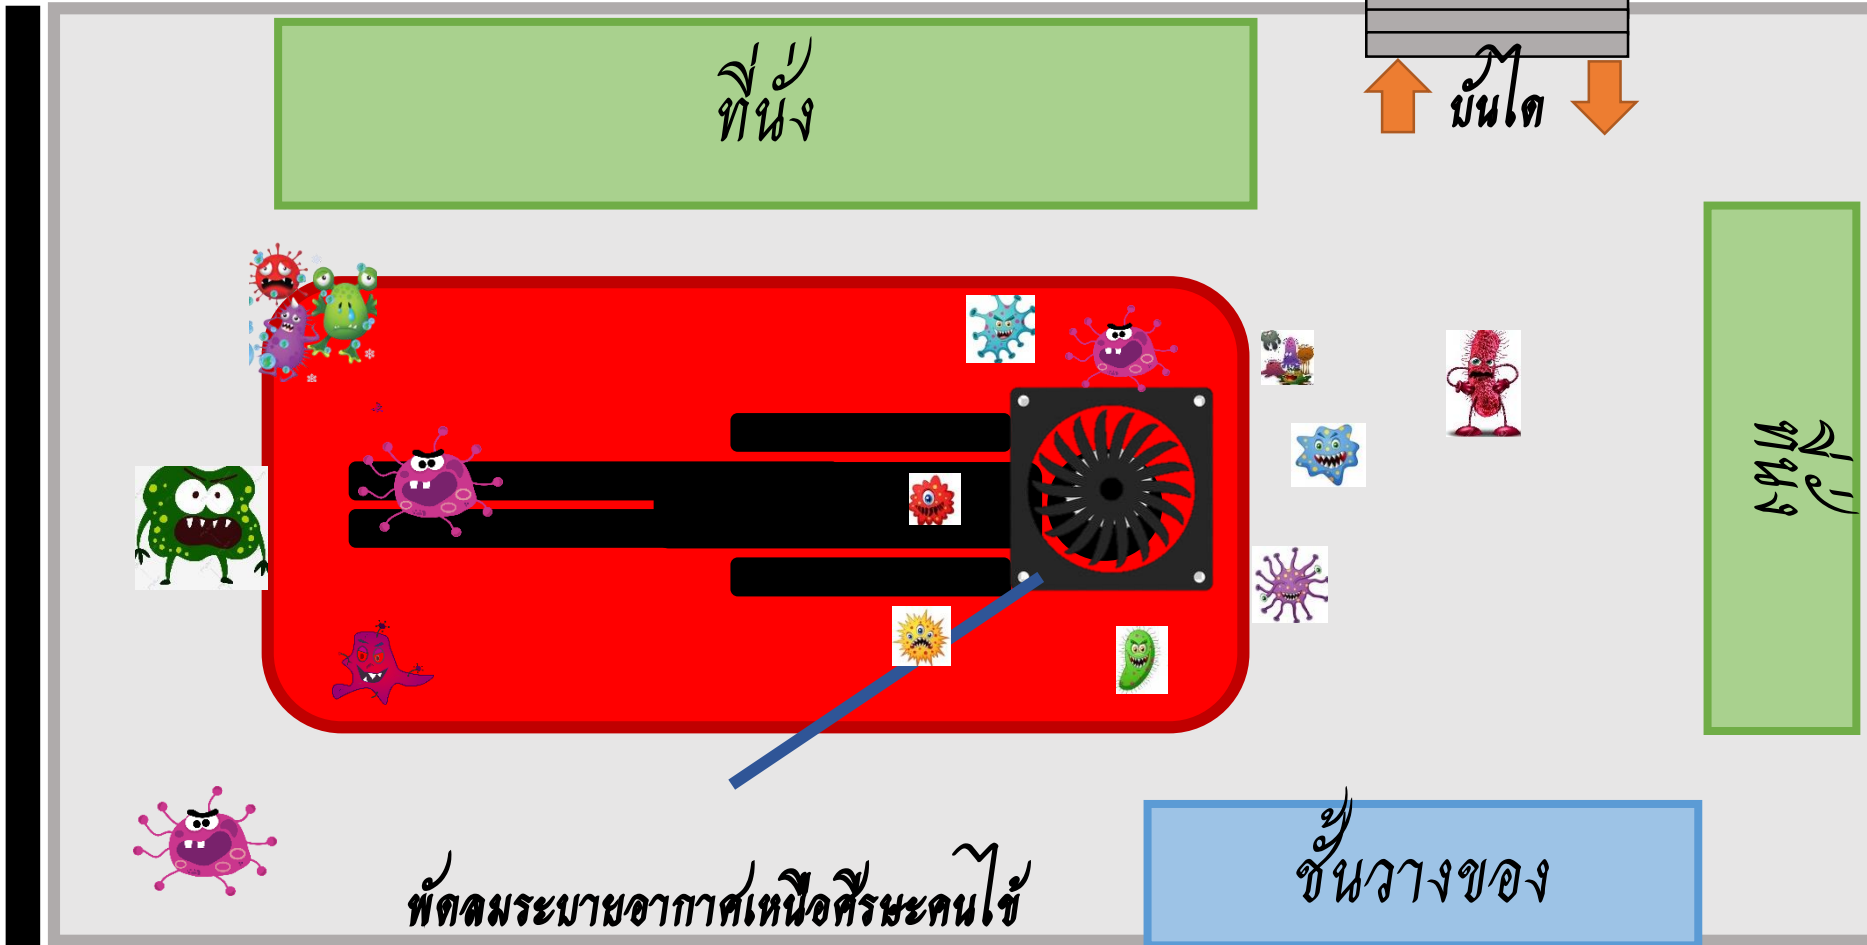 ที่นั่ง
บันได
ที่นั่ง
ชั้นวางของ
พัดลมระบายอากาศเหนือศีรษะคนไข้